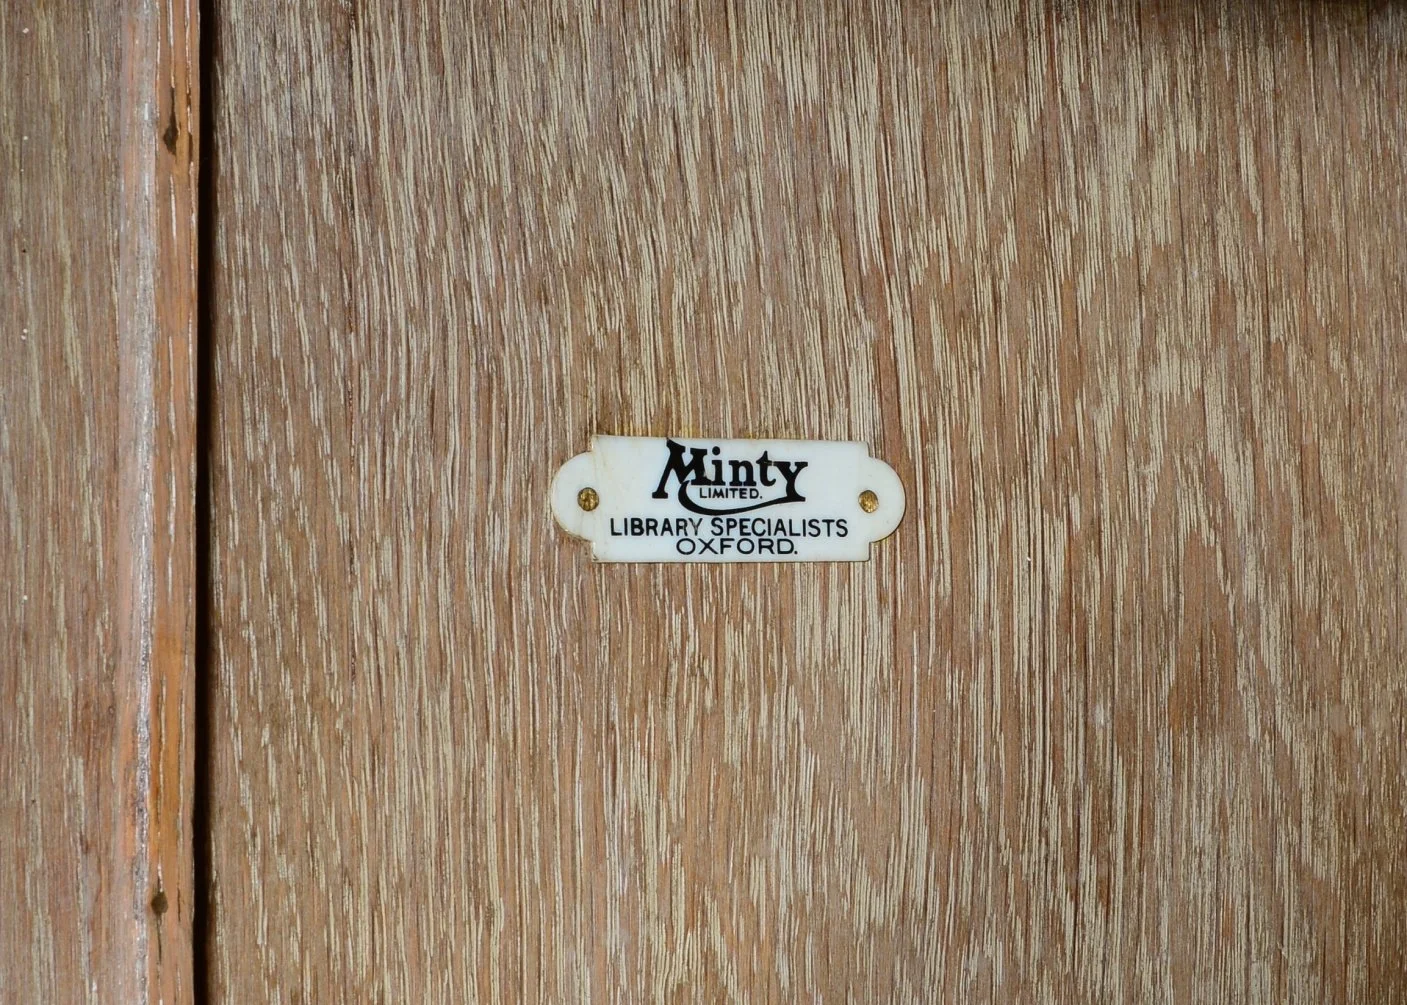 Minty
LIMITED.
LIBRARY SPECIALISTS
OXFORD.